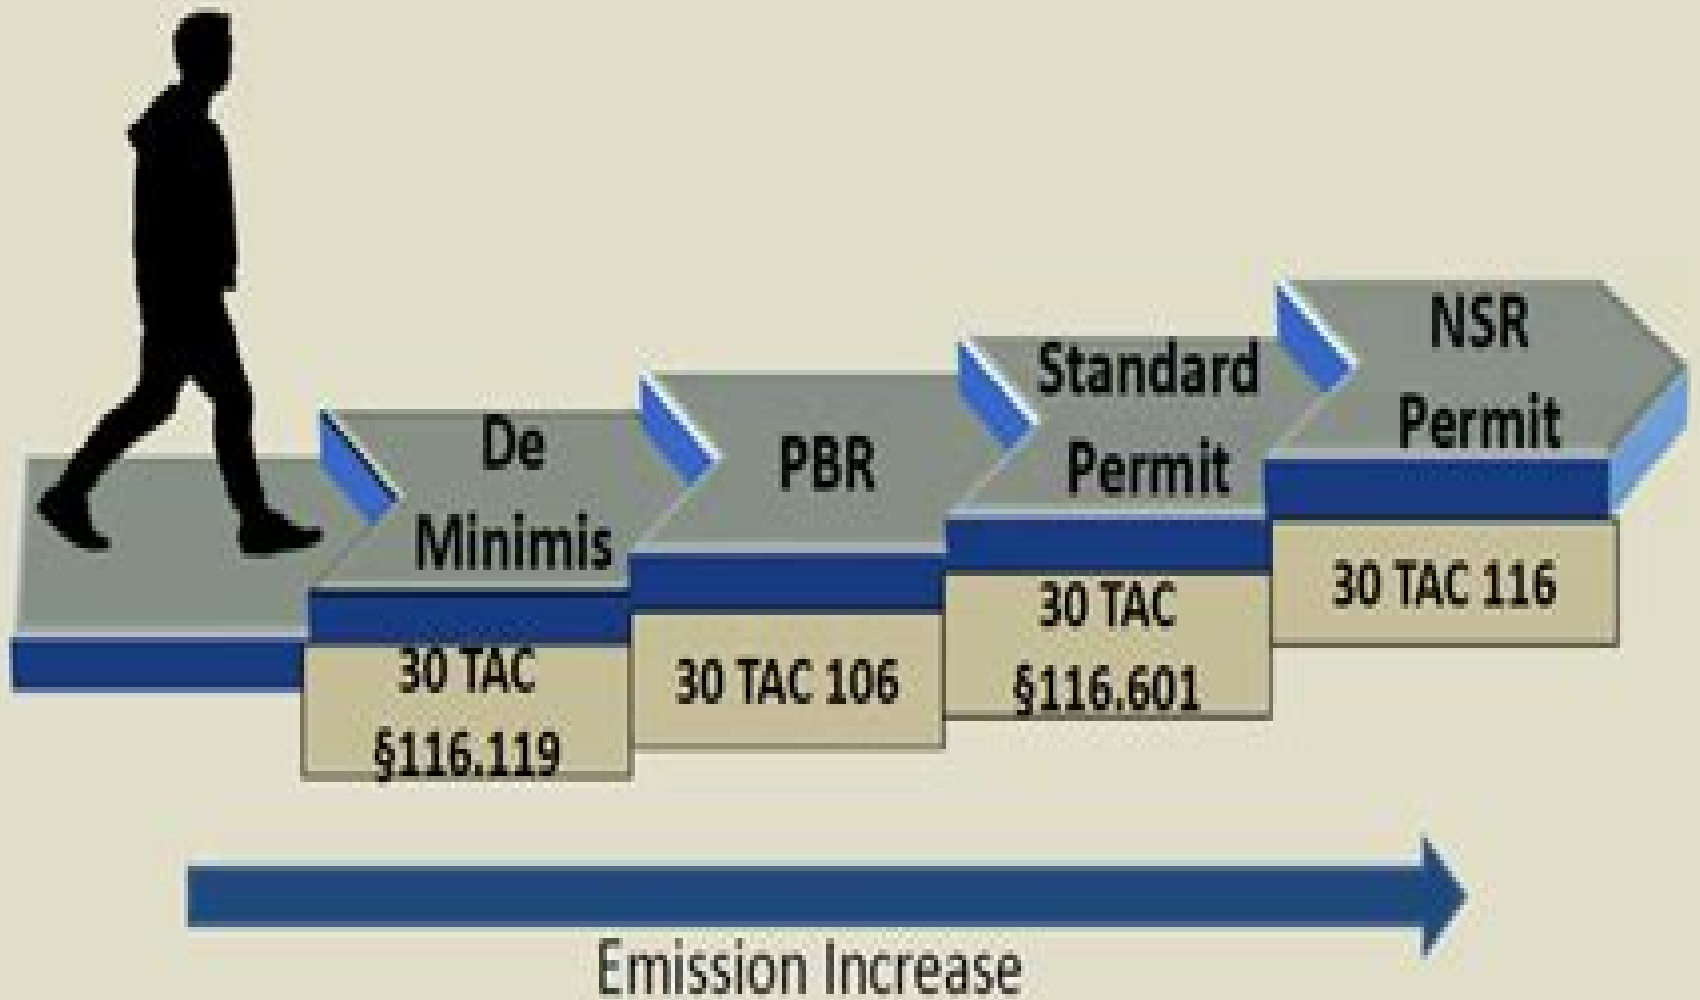 De
Minimis
PBR
Standard
Permit
NSR
Permit
30 TAC
§116.119
30 TAC 106
30 TAC
§116.601
30 TAC 116
Emission Increase